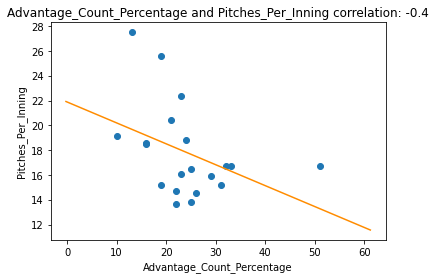 Advantage_Count_Percentage and Pitches_Per_Inning correlation: -0.4
28
26
24
22
20
18
16
14
12
Pitches_Per_Inning
0 10 20 30 40 50 60
Advantage_Count_Percentage